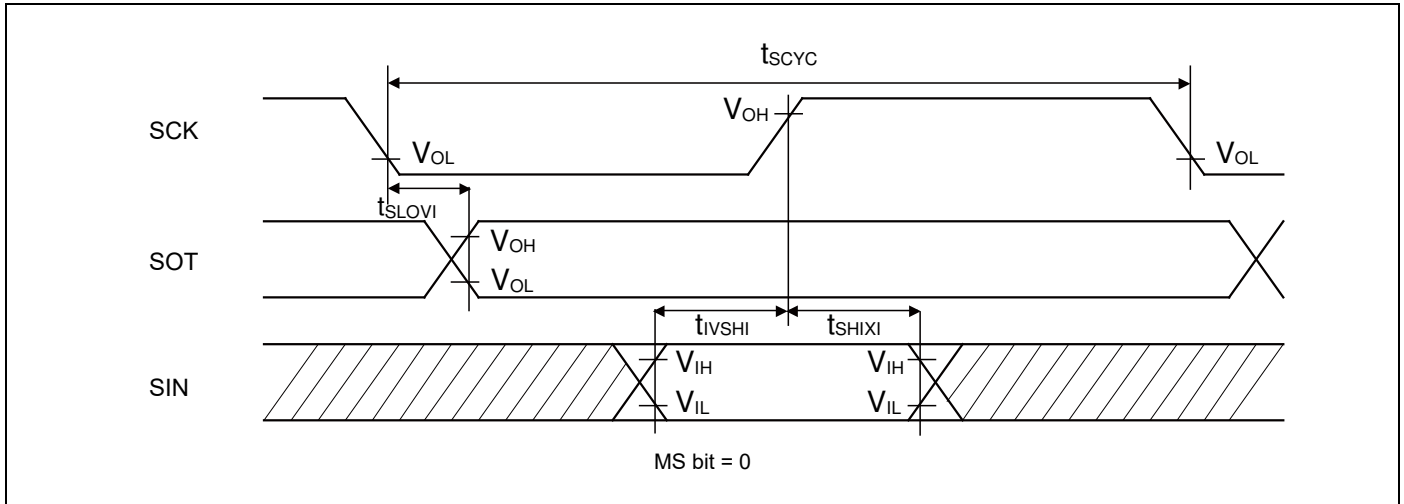 tSCYC
SCK
VOH
VOL
VOL
tSLOVI
SOT
VOH
VOL
tIVSHI
tSHIXI
SIN
VIH
VIH
VIL
VIL
MS bit = 0